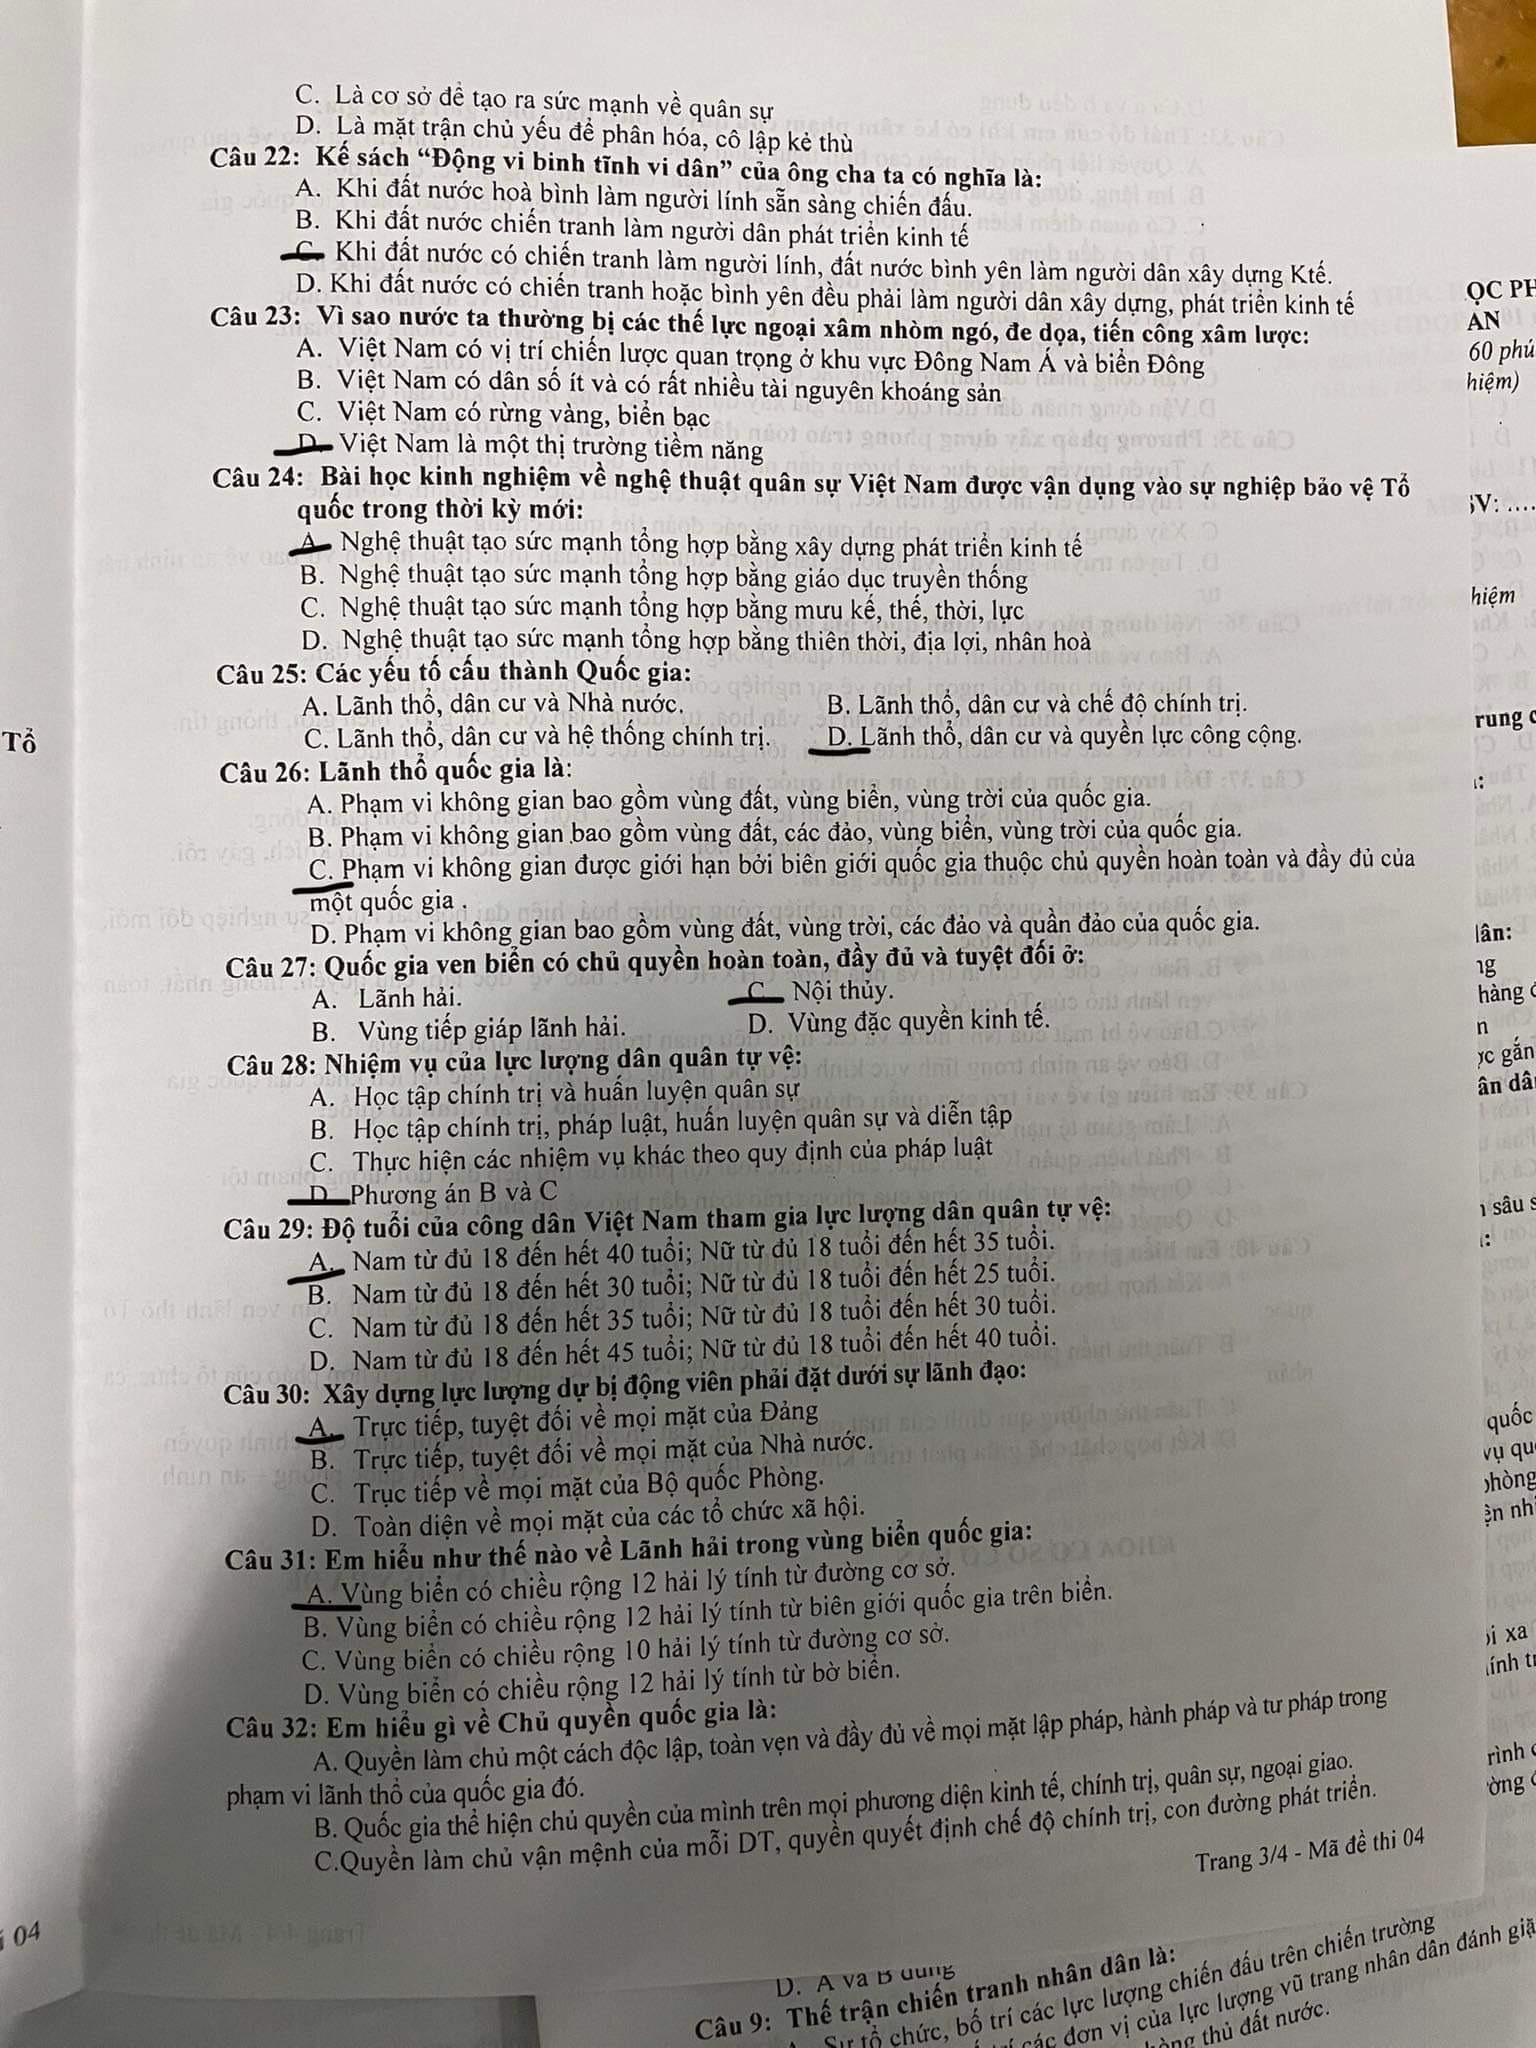 C. Là cơ sở để tạo ra sức mạnh về quân sự
D. Là mặt trận chủ yếu để phân hóa, cô lập kẻ thù
Câu 22: Kế sách “Động vi binh tĩnh vi dân” của ông cha ta có nghĩa là:
A. Khi đất nước hoà bình làm người lính sẵn sàng chiến đấu.
B. Khi đất nước chiến tranh làm người dân phát triển kinh tế
C. Khi đất nước có chiến tranh làm người lính, đất nước bình yên làm người dân xây dựng Ktế.
D. Khi đất nước có chiến tranh hoặc bình yên đều phải làm người dân xây dựng, phát triển kinh tế
Câu 23: Vì sao nước ta thường bị các thế lực ngoại xâm nhòm ngó, đe dọa, tiến công xâm lược:
A. Việt Nam có vị trí chiến lược quan trọng ở khu vực Đông Nam Á và biển Đông
B. Việt Nam có dân số ít và có rất nhiều tài nguyên khoáng sản
C. Việt Nam có rừng vàng, biển bạc
D. Việt Nam là một thị trường tiềm năng
Câu 24: Bài học kinh nghiệm về nghệ thuật quân sự Việt Nam được vận dụng vào sự nghiệp bảo vệ Tổ
quốc trong thời kỳ mới:
A. Nghệ thuật tạo sức mạnh tổng hợp bằng xây dựng phát triển kinh tế
B. Nghệ thuật tạo sức mạnh tổng hợp bằng giáo dục truyền thống
C. Nghệ thuật tạo sức mạnh tổng hợp bằng mưu kế, thế, thời, lực
D. Nghệ thuật tạo sức mạnh tổng hợp bằng thiên thời, địa lợi, nhân hoà
Câu 25: Các yếu tố cấu thành Quốc gia:
A. Lãnh thổ, dân cư và Nhà nước. B. Lãnh thổ, dân cư và chế độ chính trị.
C. Lãnh thổ, dân cư và hệ thống chính trị. D. Lãnh thổ, dân cư và quyền lực công cộng.
Câu 26: Lãnh thổ quốc gia là:
A. Phạm vi không gian bao gồm vùng đất, vùng biển, vùng trời của quốc gia.
B. Phạm vi không gian bao gồm vùng đất, các đảo, vùng biển, vùng trời của quốc gia.
C. Phạm vi không gian được giới hạn bởi biên giới quốc gia thuộc chủ quyền hoàn toàn và đầy đủ của
một quốc gia .
D. Phạm vi không gian bao gồm vùng đất, vùng trời, các đảo và quần đảo của quốc gia.
Câu 27: Quốc gia ven biển có chủ quyền hoàn toàn, đầy đủ và tuyệt đối ở:
A. Lãnh hải. C. Nội thủy.
B. Vùng tiếp giáp lãnh hải. D. Vùng đặc quyền kinh tế.
Câu 28: Nhiệm vụ của lực lượng dân quân tự vệ:
A. Học tập chính trị và huấn luyện quân sự
B. Học tập chính trị, pháp luật, huấn luyện quân sự và diễn tập
C. Thực hiện các nhiệm vụ khác theo quy định của pháp luật
D. Phương án B và C
Câu 29: Độ tuổi của công dân Việt Nam tham gia lực lượng dân quân tự vệ:
A. Nam từ đủ 18 đến hết 40 tuổi; Nữ từ đủ 18 tuổi đến hết 35 tuổi.
B. Nam từ đủ 18 đến hết 30 tuổi; Nữ từ đủ 18 tuổi đến hết 25 tuổi.
C. Nam từ đủ 18 đến hết 35 tuổi; Nữ từ đủ 18 tuổi đến hết 30 tuổi.
D. Nam từ đủ 18 đến hết 45 tuổi; Nữ từ đủ 18 tuổi đến hết 40 tuổi.
Câu 30: Xây dựng lực lượng dự bị động viên phải đặt dưới sự lãnh đạo:
A. Trực tiếp, tuyệt đối về mọi mặt của Đảng
B. Trực tiếp, tuyệt đối về mọi mặt của Nhà nước.
C. Trục tiếp về mọi mặt của Bộ quốc Phòng.
D. Toàn diện về mọi mặt của các tổ chức xã hội.
Câu 31: Em hiểu như thế nào về Lãnh hải trong vùng biển quốc gia:
A. Vùng biển có chiều rộng 12 hải lý tính từ đường cơ sở.
B. Vùng biển có chiều rộng 12 hải lý tính từ biên giới quốc gia trên biển.
C. Vùng biển có chiều rộng 10 hải lý tính từ đường cơ sở.
D. Vùng biển có chiều rộng 12 hải lý tính từ bờ biển.
Câu 32: Em hiểu gì về Chủ quyền quốc gia là:
A. Quyền làm chủ một cách độc lập, toàn vẹn và đầy đủ về mọi mặt lập pháp, hành pháp và tư pháp trong
phạm vi lãnh thổ của quốc gia đó.
B. Quốc gia thể hiện chủ quyền của mình trên mọi phương diện kinh tế, chính trị, quân sự, ngoại giao.
C.Quyền làm chủ vận mệnh của mỗi DT, quyền quyết định chế độ chính trị, con đường phát triển.
Trang 3/4 - Mã đề thi 04
Tổ
04
60 phú
hiệm)
SV: ....
hiệm
quốc
D. A và B đúng
Câu 9: Thế trận chiến tranh nhân dân là:
Sự tổ chức, bố trí các lực lượng chiến đấu trên chiến trường
các đơn vị của lực lượng vũ trang nhân dân đánh giặ
thủ đất nước.